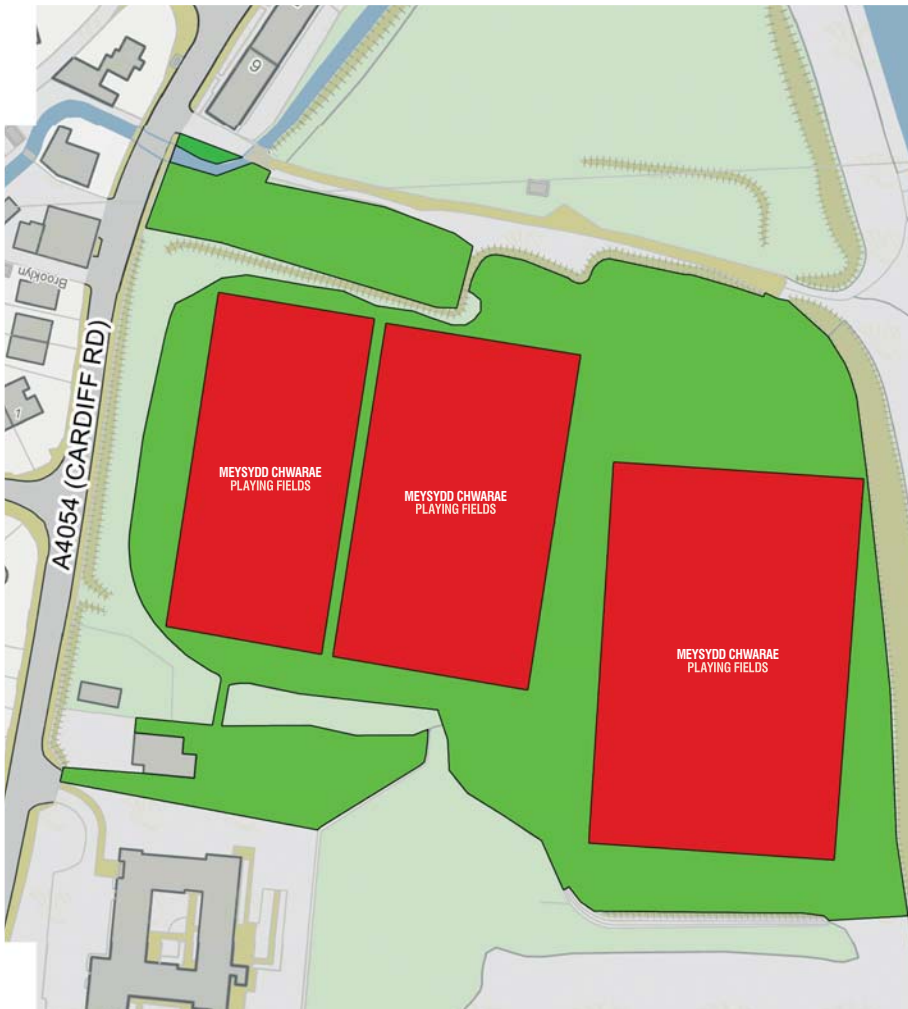 9
Brooklyn
1
A4054 (CARDIFF RD)
MEYSYDD CHWARAE
PLAYING FIELDS
MEYSYDD CHWARAE
PLAYING FIELDS
MEYSYDD CHWARAE
PLAYING FIELDS